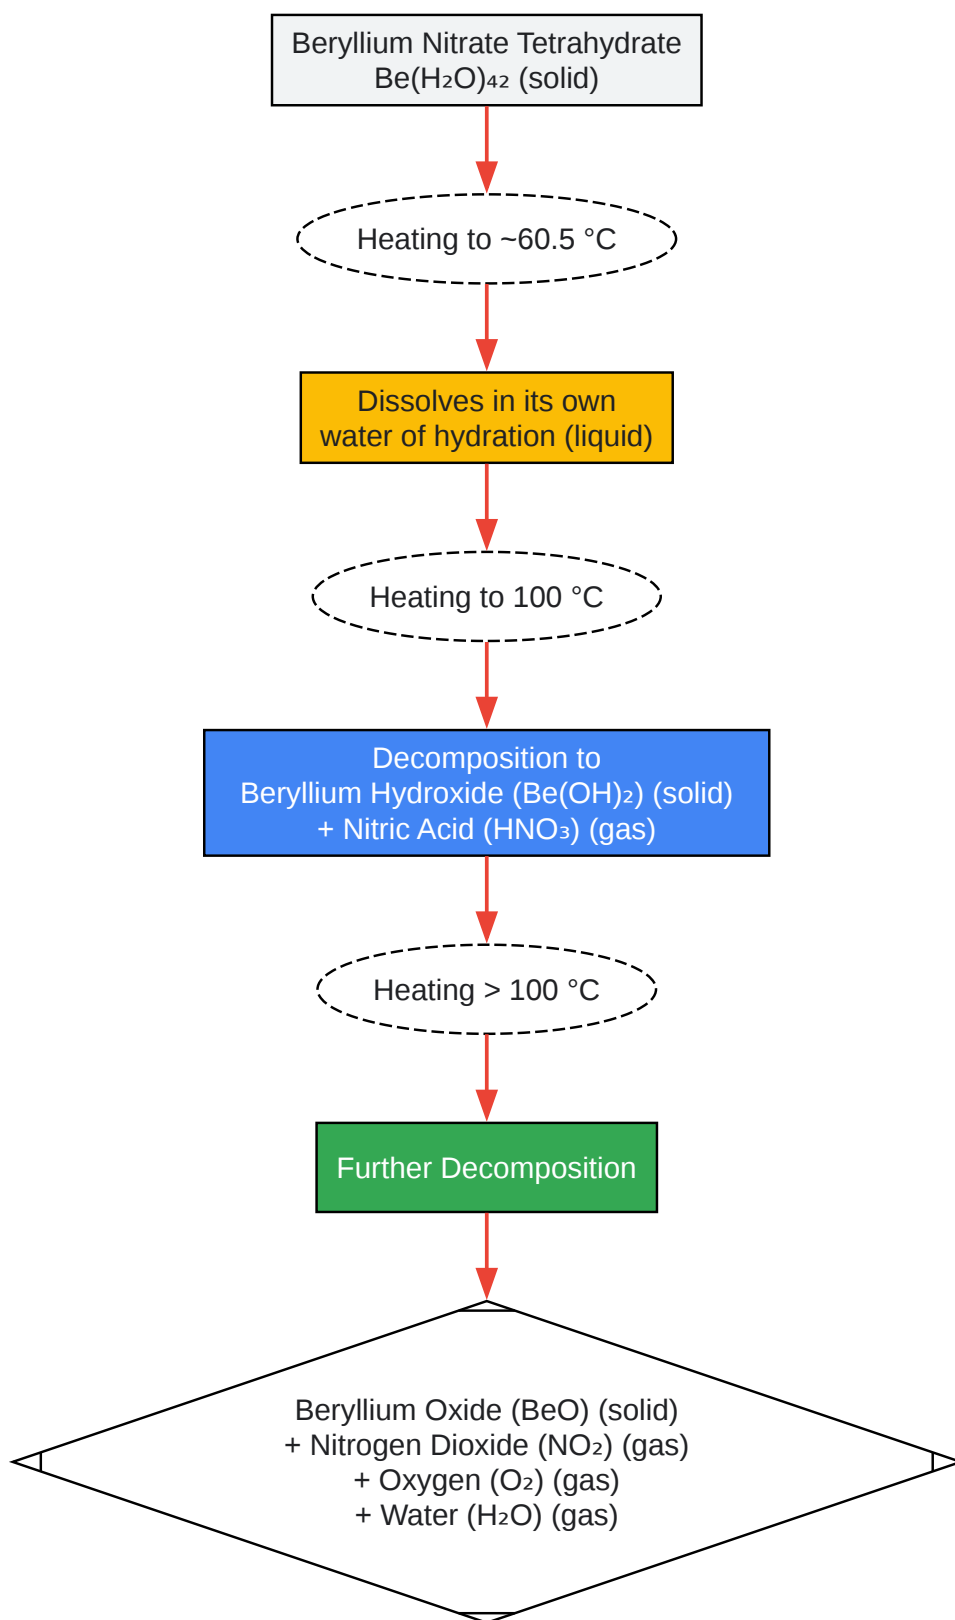 Beryllium Nitrate Tetrahydrate
Be(H₂O)₄₂ (solid)
Heating to ~60.5 °C
Dissolves in its own
water of hydration (liquid)
Heating to 100 °C
Decomposition to
Beryllium Hydroxide (Be(OH)₂) (solid)
+ Nitric Acid (HNO₃) (gas)
Heating > 100 °C
Further Decomposition
Beryllium Oxide (BeO) (solid)
+ Nitrogen Dioxide (NO₂) (gas)
+ Oxygen (O₂) (gas)
+ Water (H₂O) (gas)